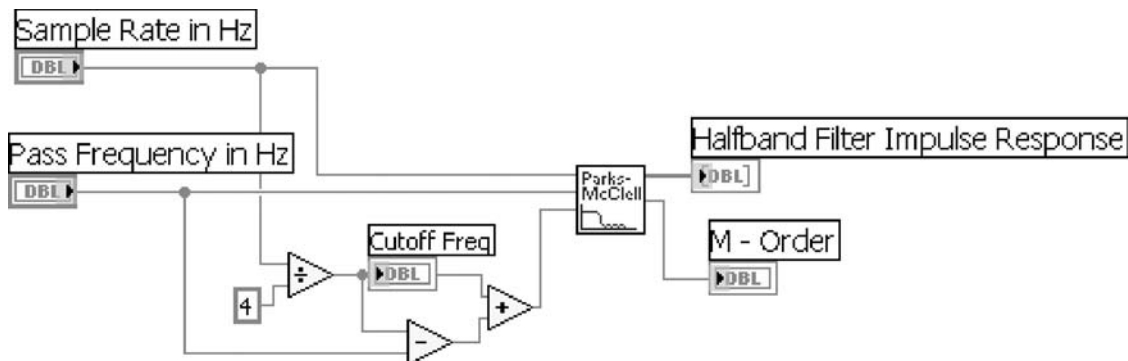 Sample Rate in Hz
DBL
Pass Frequency in Hz
DBL
Parks-
McClell
Halfband Filter Impulse Response
[DBL]
Cutoff Freq
DBL
M - Order
DBL
÷
4
+
-